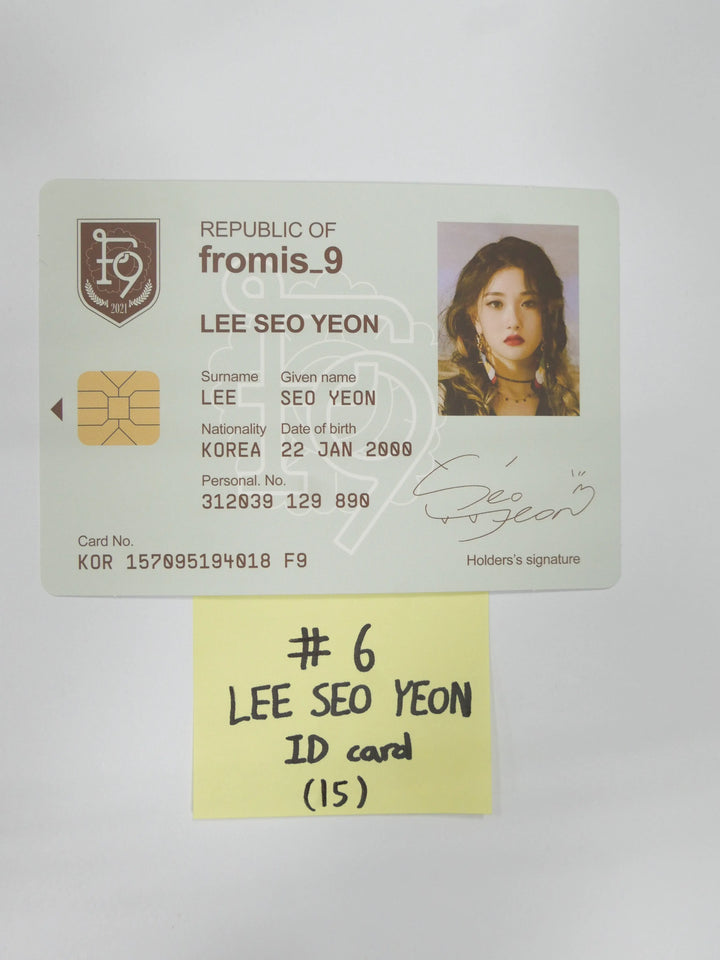 F9
2021
REPUBLIC OF
fromis_9
LEE SEO YEON
Surname Given name
LEE SEO YEON
Nationality Date of birth
KOREA 22 JAN 2000
Personal. No.
312039 129 890
Card No.
KOR 157095194018 F9
Seo
Yeon
Holders's signature
# 6
LEE SEO YEON
ID card
(15)